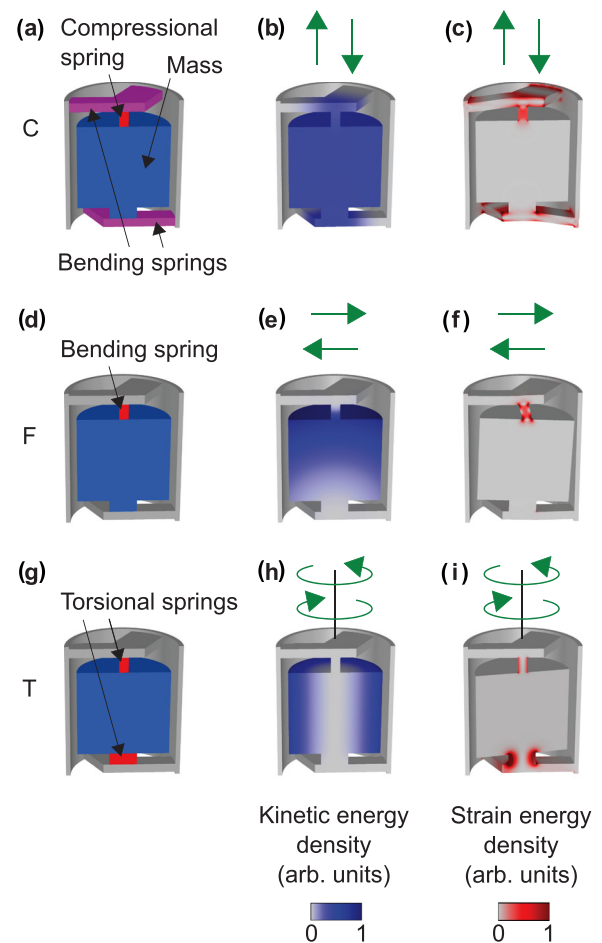 (a) Compressional spring
Mass
(b)
(c)
C
Bending springs
(d)
Bending spring
(e)
(f)
F
(g)
Torsional springs
(h)
(i)
T
Kinetic energy
density
(arb. units)
0 1
Strain energy
density
(arb. units)
0 1